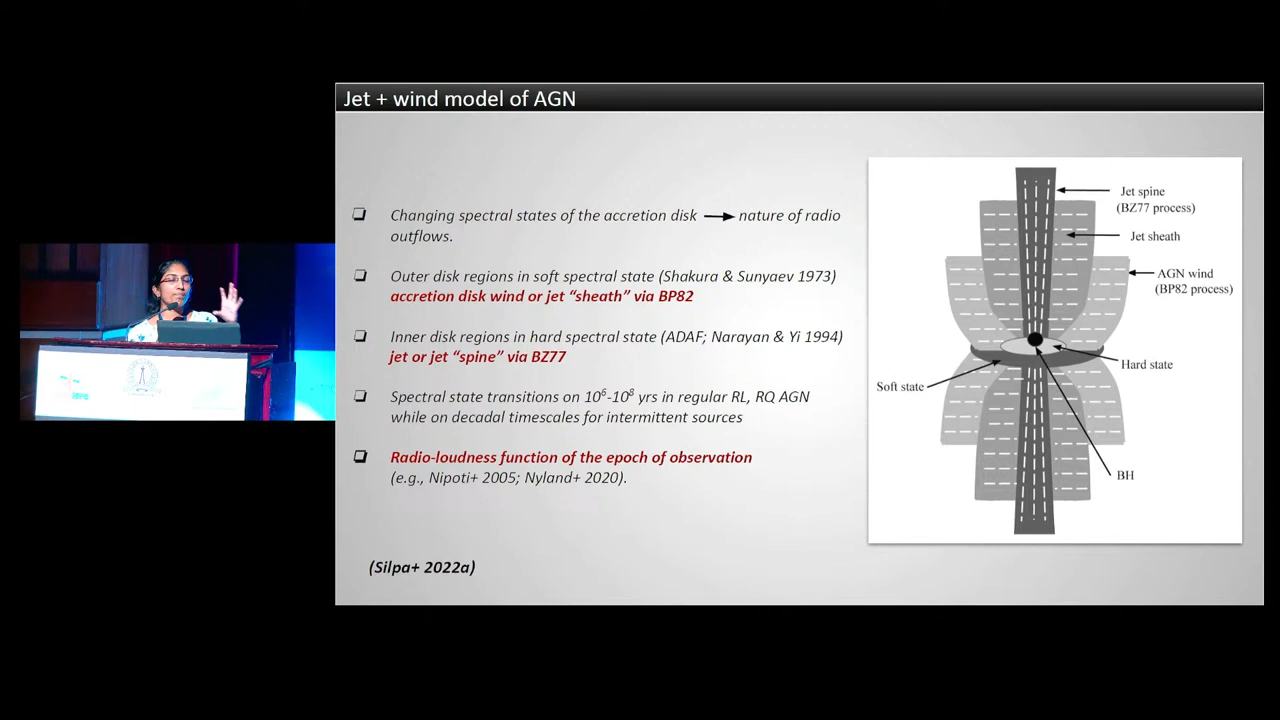 Jet + wind model of AGN
Changing spectral states of the accretion disk → nature of radio
outflows.
Outer disk regions in soft spectral state (Shakura & Sunyaev 1973)
accretion disk wind or jet “sheath” via BP82
Inner disk regions in hard spectral state (ADAF; Narayan & Yi 1994)
jet or jet “spine” via BZ77
Spectral state transitions on 10⁶-10⁸ yrs in regular RL, RQ AGN
while on decadal timescales for intermittent sources
Radio-loudness function of the epoch of observation
(e.g., Nipoti+ 2005; Nyland+ 2020).
(Silpa+ 2022a)
Jet spine
(BZ77 process)
Jet sheath
AGN wind
(BP82 process)
Hard state
Soft state
BH